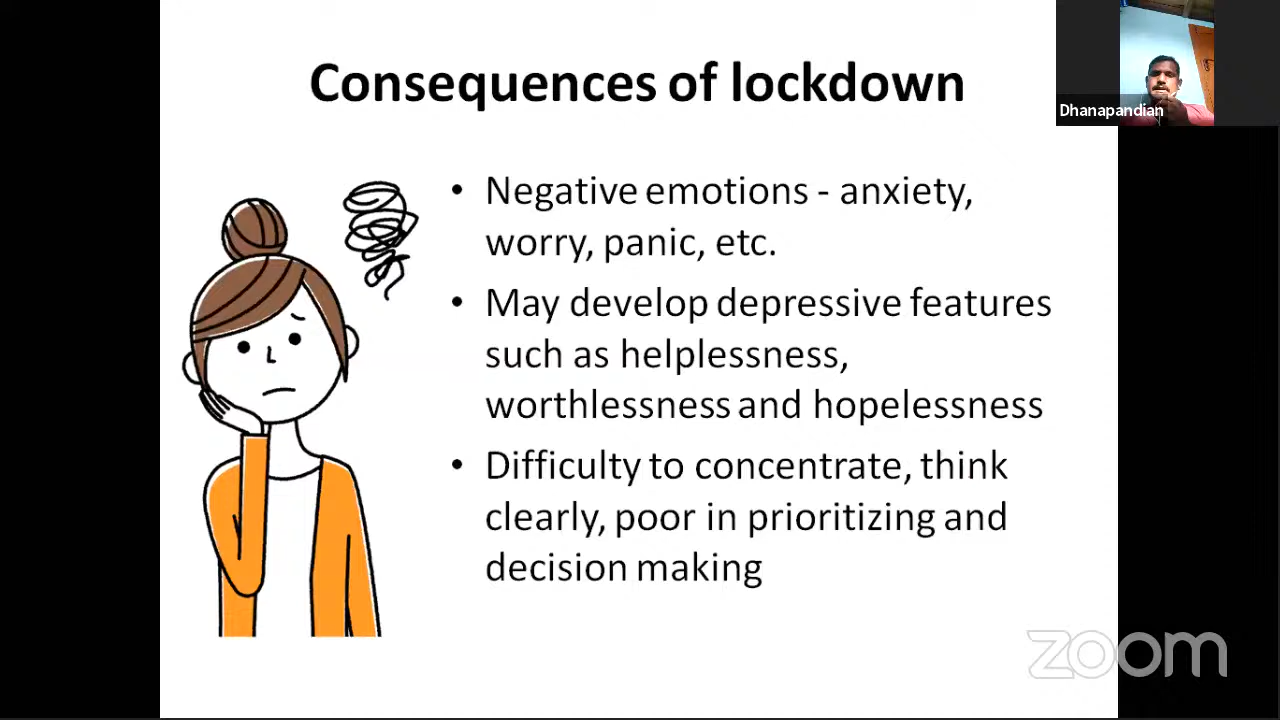 Consequences of lockdown
Dhanapandian
• Negative emotions - anxiety,
worry, panic, etc.
• May develop depressive features
such as helplessness,
worthlessness and hopelessness
• Difficulty to concentrate, think
clearly, poor in prioritizing and
decision making
zoom